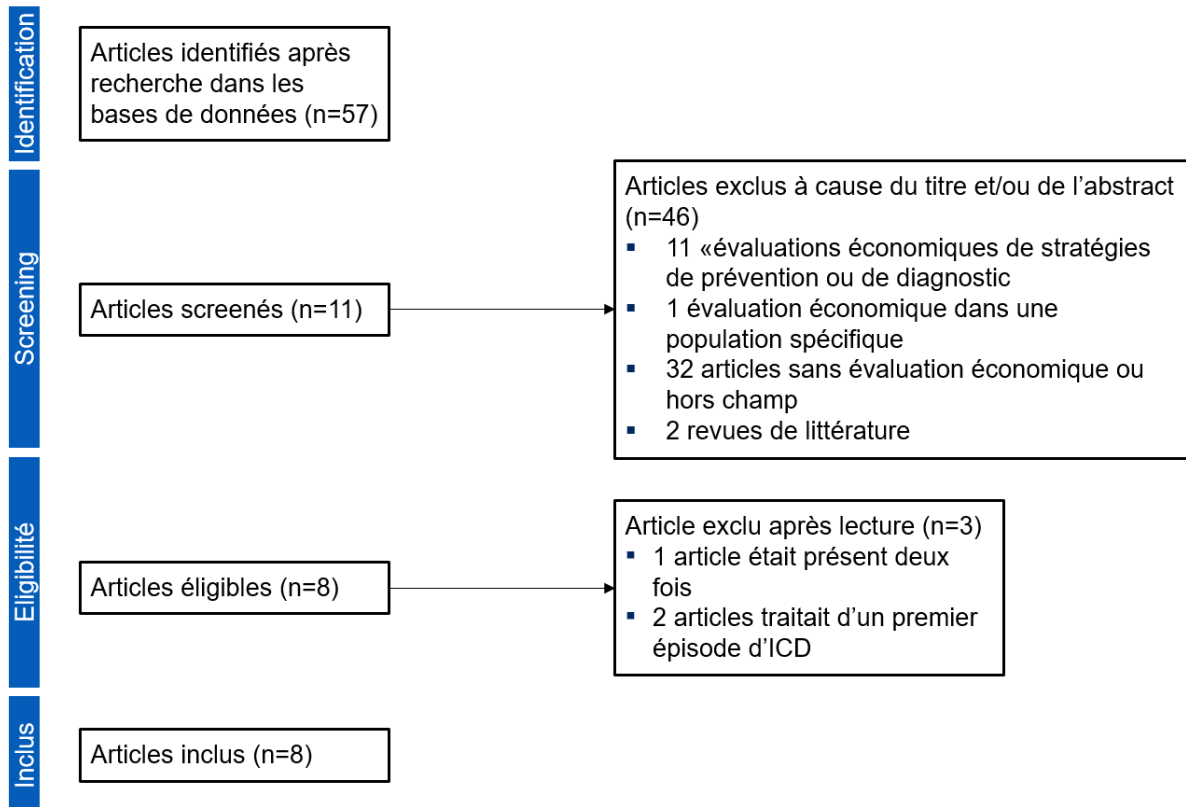 Identification
Articles identifiés après
recherche dans les
bases de données (n=57)
Screening
Articles screenés (n=11)
Articles exclus à cause du titre et/ou de l’abstract
(n=46)
▪ 11 «évaluations économiques de stratégies
de prévention ou de diagnostic
▪ 1 évaluation économique dans une
population spécifique
▪ 32 articles sans évaluation économique ou
hors champ
▪ 2 revues de littérature
Eligibilité
Articles éligibles (n=8)
Article exclu après lecture (n=3)
▪ 1 article était présent deux
fois
▪ 2 articles traitait d’un premier
épisode d’ICD
Inclus
Articles inclus (n=8)